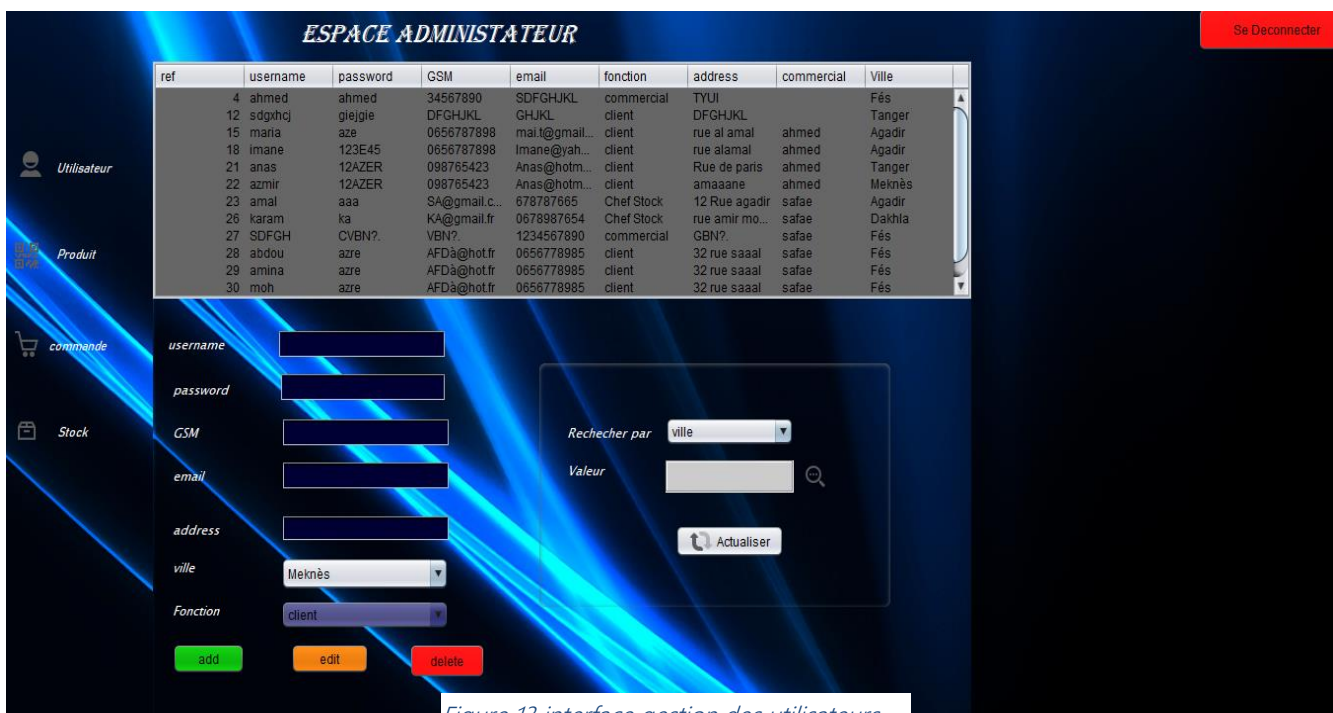 ESPACE ADMINISTATEUR
Se Deconnecter
ref username password GSM email fonction address commercial Ville
4 ahmed ahmed 34567890 SDFGHJKL commercial TYUI Fés
12 sdgxhcj giejgie DFGHJKL GHJKL client DFGHJKL Tanger
15 maria aze 0656787898 mai.t@gmail... client rue al amal ahmed Agadir
18 imane 123E45 0656787898 Imane@yah... client rue alamal ahmed Agadir
21 anas 12AZER 098765423 Anas@hotm... client Rue de paris ahmed Tanger
22 azmir 12AZER 098765423 Anas@hotm... client amaaane ahmed Meknès
23 amal aaa SA@gmail.c... 678787665 Chef Stock 12 Rue agadir safae Agadir
26 karam ka KA@gmail.fr 0678987654 Chef Stock rue amir mo... safae Dakhla
27 SDFGH CVBN?. VBN?. 1234567890 commercial GBN?. safae Fés
28 abdou azre AFDà@hot.fr 0656778985 client 32 rue saaal safae Fés
29 amina azre AFDà@hot.fr 0656778985 client 32 rue saaal safae Fés
30 moh azre AFDà@hot.fr 0656778985 client 32 rue saaal safae Fés
Utilisateur
Produit
commande
Stock
username
password
GSM
email
address
ville Meknès
Fonction client
add edit delete
Rechecher par ville
Valeur
Actualiser
Figure 12 interface gestion des utilisateurs